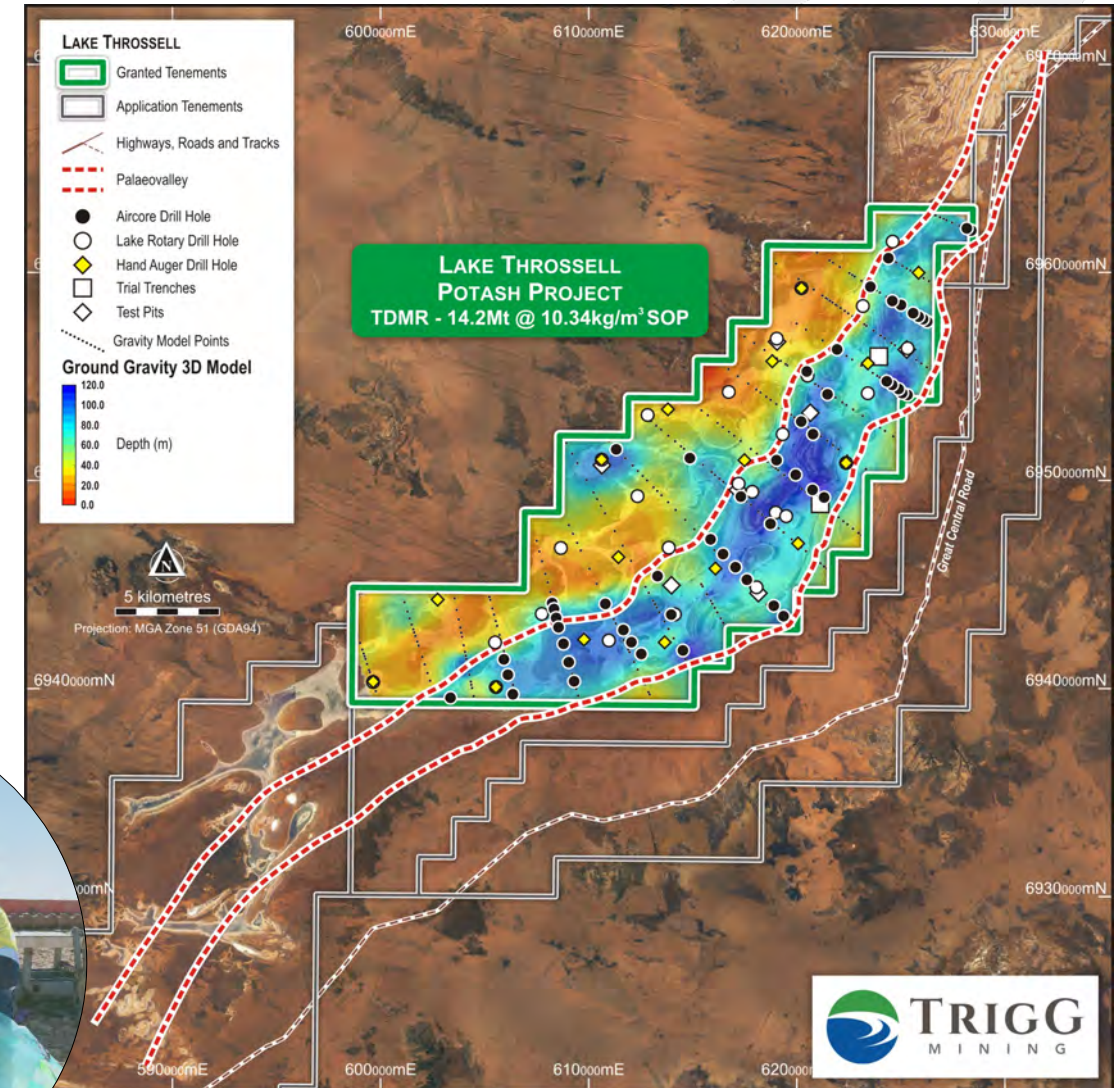 600000mE
610000mE
620000mE
630000mE
6970000mN
LAKE THROSSELL
Granted Tenements
Application Tenements
Highways, Roads and Tracks
Palaeovalley
Aircore Drill Hole
Lake Rotary Drill Hole
Hand Auger Drill Hole
Trial Trenches
Test Pits
Gravity Model Points
Ground Gravity 3D Model
120.0
100.0
80.0
60.0
40.0
20.0
0.0
Depth (m)
LAKE THROSSELL
POTASH PROJECT
TDMR - 14.2Mt @ 10.34kg/m³ SOP
6960000mN
6950000mN
Great Central Road
N
5 kilometres
Projection: MGA Zone 51 (GDA94)
6940000mN
6940000mN
6930000mN
590000mE
600000mE
610000mE
TRIGG
MINING